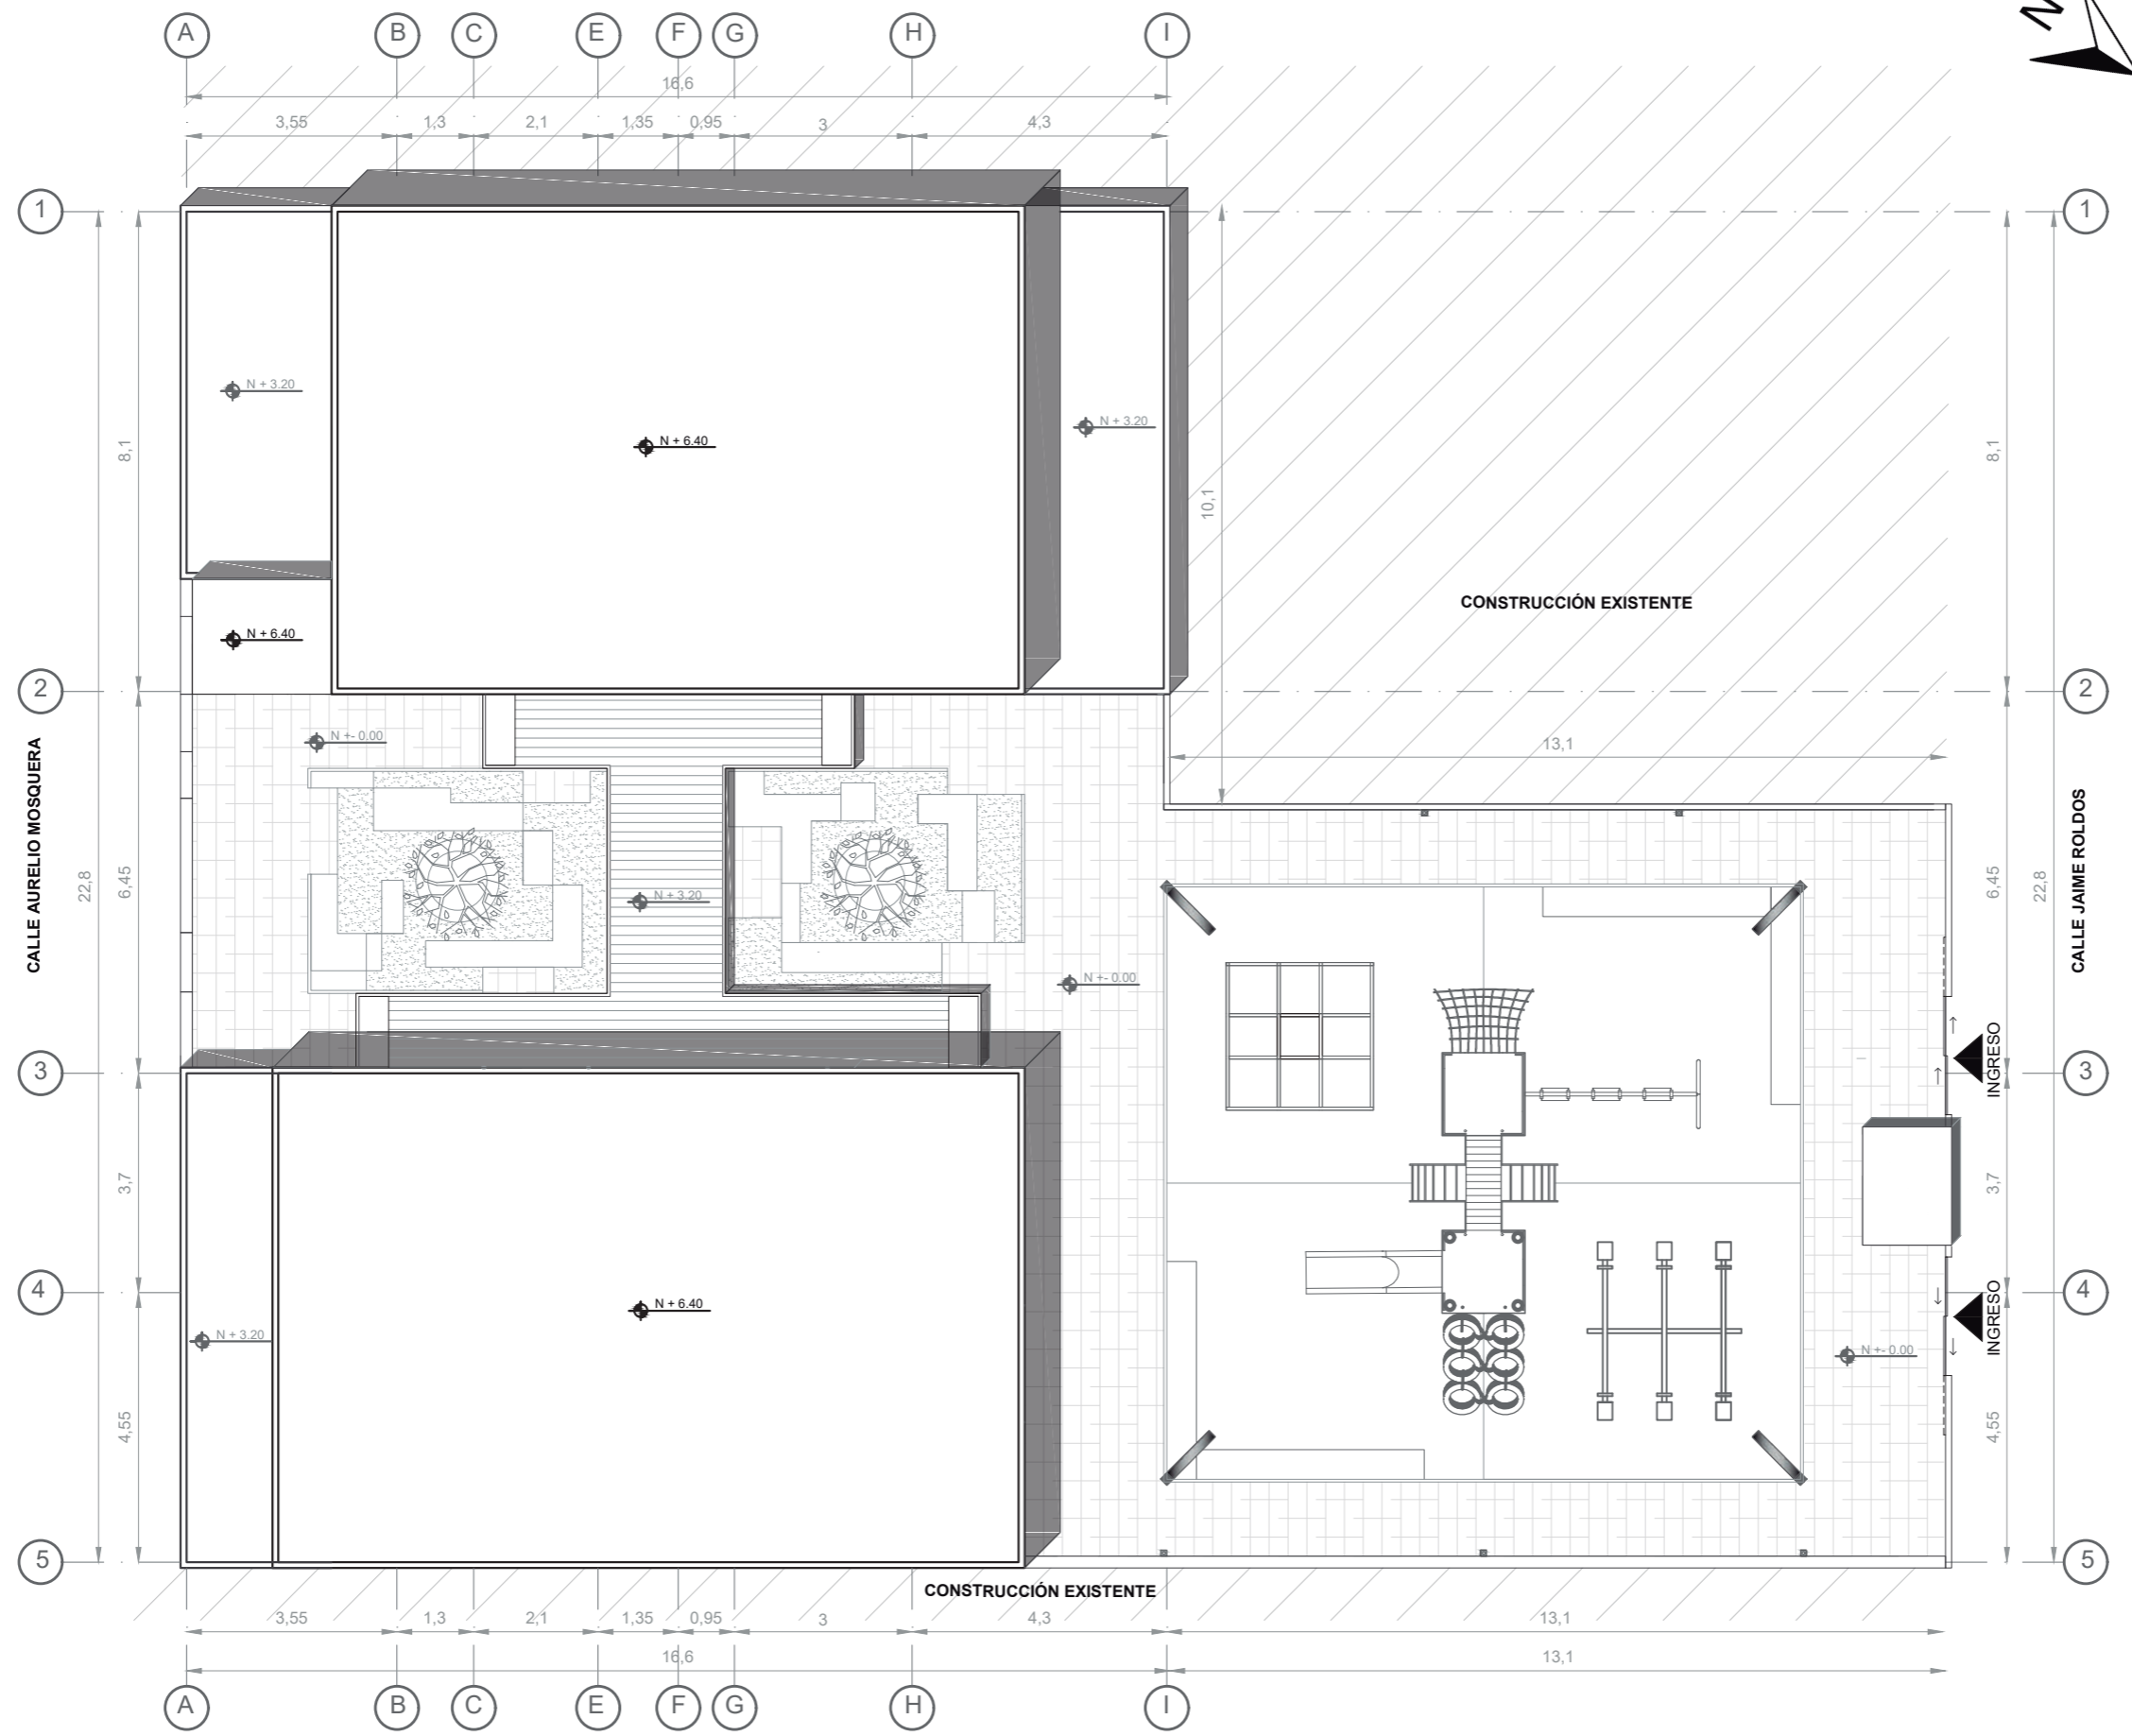 N
A B C E F G H I
16,6
3,55 1,3 2,1 1,35 0,95 3 4,3
1 1
N + 3.20
N + 3.20
N + 6.40
8,1 8,1
10,1
CONSTRUCCIÓN EXISTENTE
N + 6.40
2 2
N +- 0.00
13,1
CALLE AURELIO MOSQUERA
CALLE JAIME ROLDOS
22,8 6,45 6,45 22,8
N + 3.20
N +- 0.00
INGRESO
3 3
3,7 3,7
4 4
INGRESO
N + 6.40
N + 3.20
N +- 0.00
4,55 4,55
5 5
CONSTRUCCIÓN EXISTENTE
3,55 1,3 2,1 1,35 0,95 3 4,3 13,1
16,6 13,1
A B C E F G H I